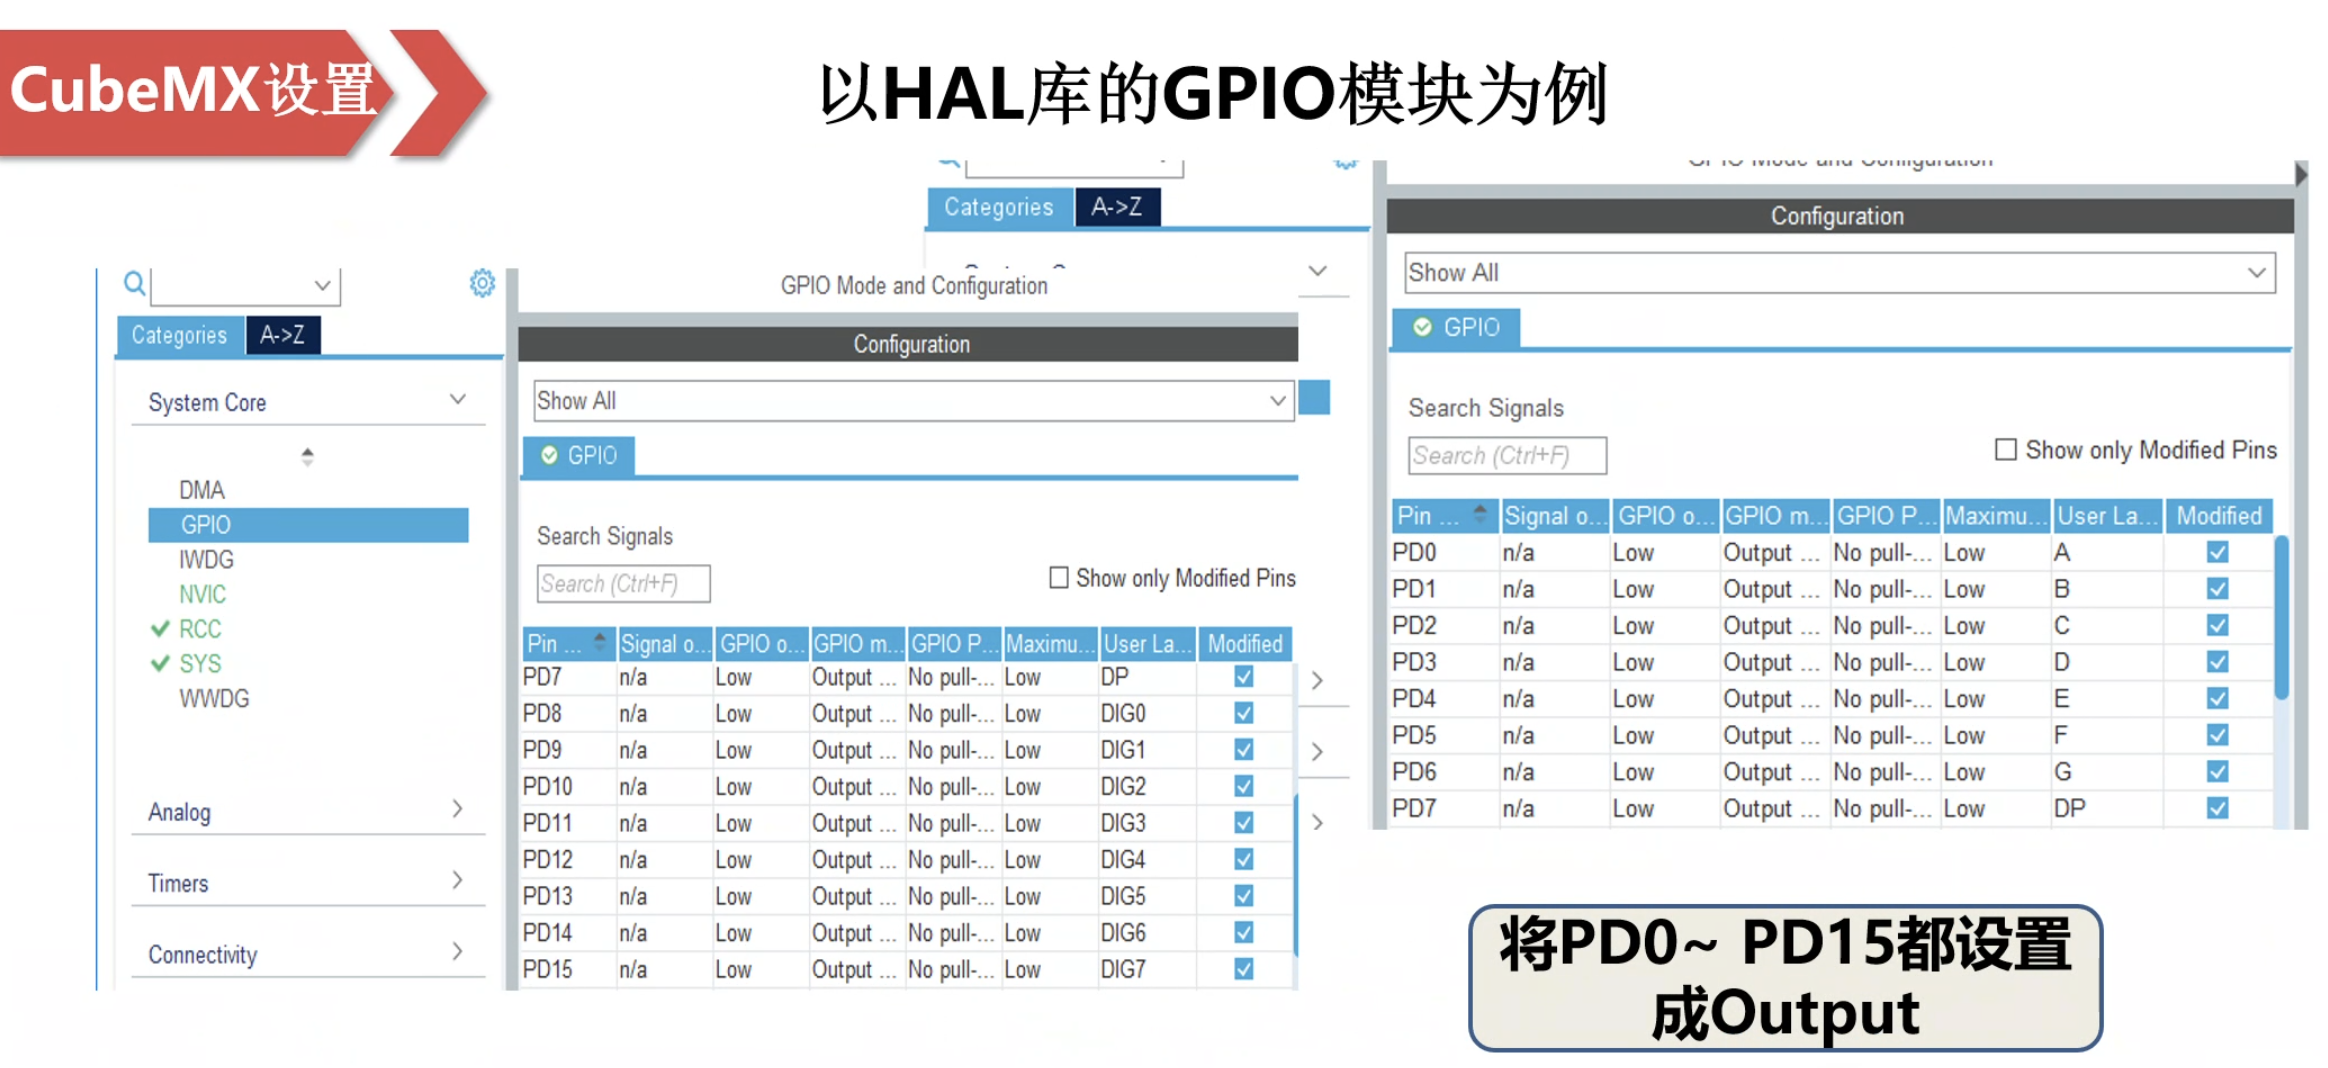 CubeMX设置
以HAL库的GPIO模块为例
Categories A->Z
System Core
DMA
GPIO
IWDG
NVIC
RCC
SYS
WWDG
Analog
Timers
Connectivity
GPIO Mode and Configuration
Configuration
Show All
GPIO
Search Signals
Search (Ctrl+F)
Show only Modified Pins
Pin ... Signal o... GPIO o... GPIO m... GPIO P... Maximu... User La... Modified
PD7 n/a Low Output ... No pull-... Low DP
PD8 n/a Low Output ... No pull-... Low DIG0
PD9 n/a Low Output ... No pull-... Low DIG1
PD10 n/a Low Output ... No pull-... Low DIG2
PD11 n/a Low Output ... No pull-... Low DIG3
PD12 n/a Low Output ... No pull-... Low DIG4
PD13 n/a Low Output ... No pull-... Low DIG5
PD14 n/a Low Output ... No pull-... Low DIG6
PD15 n/a Low Output ... No pull-... Low DIG7
Categories A->Z
GPIO Mode and Configuration
Configuration
Show All
GPIO
Search Signals
Search (Ctrl+F)
Show only Modified Pins
Pin ... Signal o... GPIO o... GPIO m... GPIO P... Maximu... User La... Modified
PD0 n/a Low Output ... No pull-... Low A
PD1 n/a Low Output ... No pull-... Low B
PD2 n/a Low Output ... No pull-... Low C
PD3 n/a Low Output ... No pull-... Low D
PD4 n/a Low Output ... No pull-... Low E
PD5 n/a Low Output ... No pull-... Low F
PD6 n/a Low Output ... No pull-... Low G
PD7 n/a Low Output ... No pull-... Low DP
将PD0~ PD15都设置
成Output